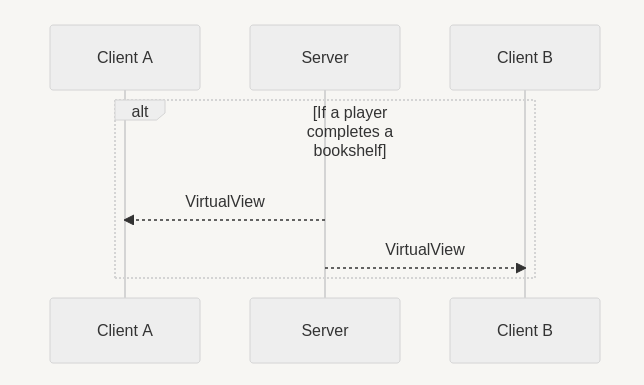 Client A
Server
Client B
alt
[If a player
completes a
bookshelf]
VirtualView
VirtualView
Client A
Server
Client B